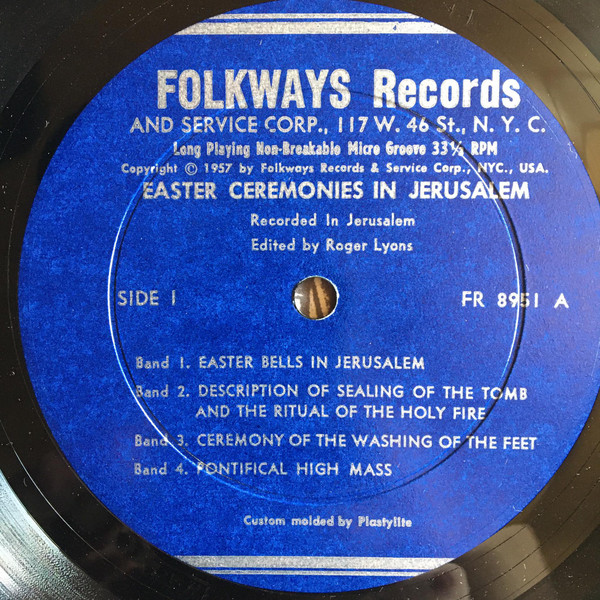 FOLKWAYS Records
AND SERVICE CORP., 117 W. 46 St., N. Y. C.
Long Playing Non-Breakable Micro Groove 33⅓ RPM
Copyright © 1957 by Folkways Records & Service Corp., NYC., USA.
EASTER CEREMONIES IN JERUSALEM
Recorded In Jerusalem
Edited by Roger Lyons
SIDE I
FR 8951 A
Band 1. EASTER BELLS IN JERUSALEM
Band 2. DESCRIPTION OF SEALING OF THE TOMB
AND THE RITUAL OF THE HOLY FIRE
Band 3. CEREMONY OF THE WASHING OF THE FEET
Band 4. PONTIFICAL HIGH MASS
Custom molded by Plastylite